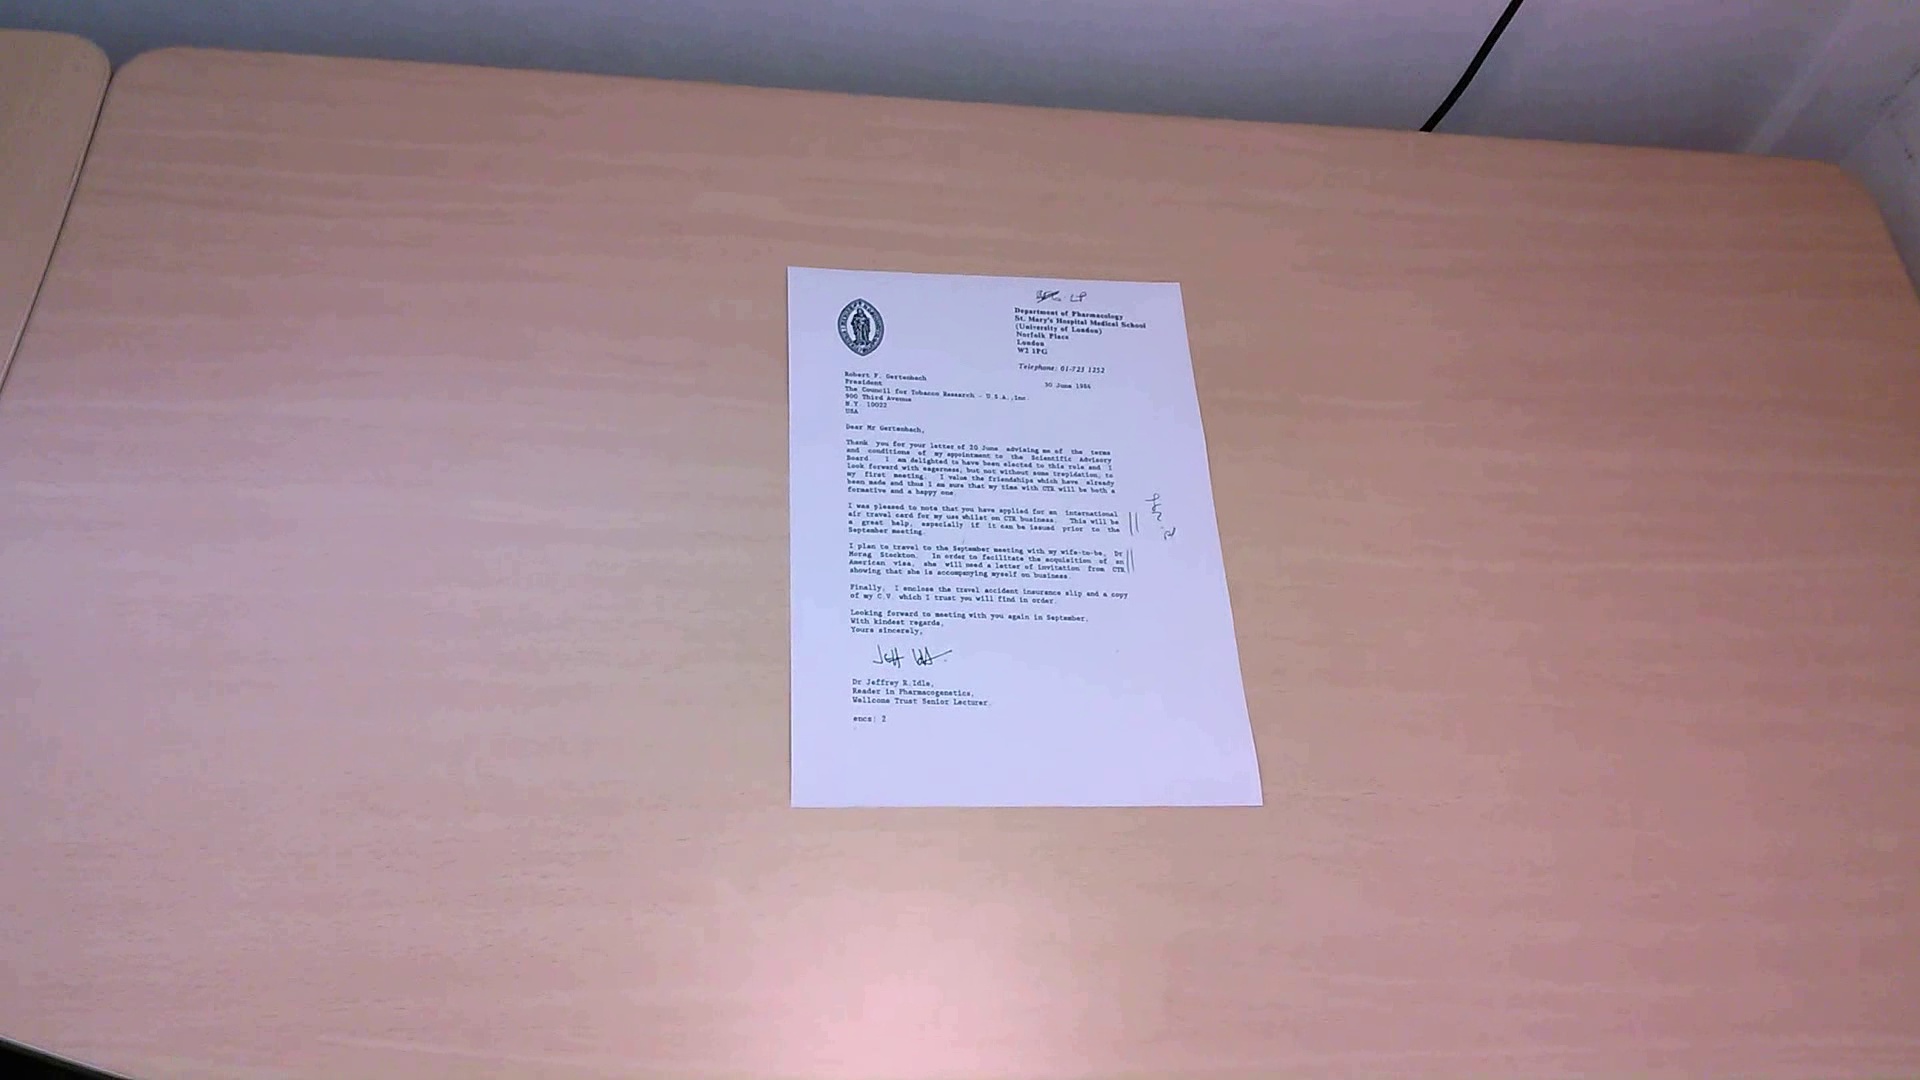 LP
Department of Pharmacology
St. Mary's Hospital Medical School
(University of London)
Norfolk Place
London
W2 1PG
Telephone: 01-723 1252
30 June 1986
Robert F. Gertenbach
President
The Council for Tobacco Research - U.S.A., Inc.
900 Third Avenue
N.Y. 10022
USA
Dear Mr Gertenbach,
Thank you for your letter of 20 June advising me of the terms
and conditions of my appointment to the Scientific Advisory
Board. I am delighted to have been elected to this role and I
look forward with eagerness, but not without some trepidation, to
my first meeting. I value the friendships which have already
been made and thus I am sure that my time with CTR will be both a
formative and a happy one.
I was pleased to note that you have applied for an international
air travel card for my use whilst on CTR business. This will be
a great help, especially if it can be issued prior to the
September meeting.
I plan to travel to the September meeting with my wife-to-be, Dr
Morag Stockton. In order to facilitate the acquisition of an
American visa, she will need a letter of invitation from CTR
showing that she is accompanying myself on business.
Finally, I enclose the travel accident insurance slip and a copy
of my C.V. which I trust you will find in order.
Looking forward to meeting with you again in September.
With kindest regards,
Yours sincerely,
Dr Jeffrey R.Idle,
Reader in Pharmacogenetics,
Wellcome Trust Senior Lecturer.
encs: 2